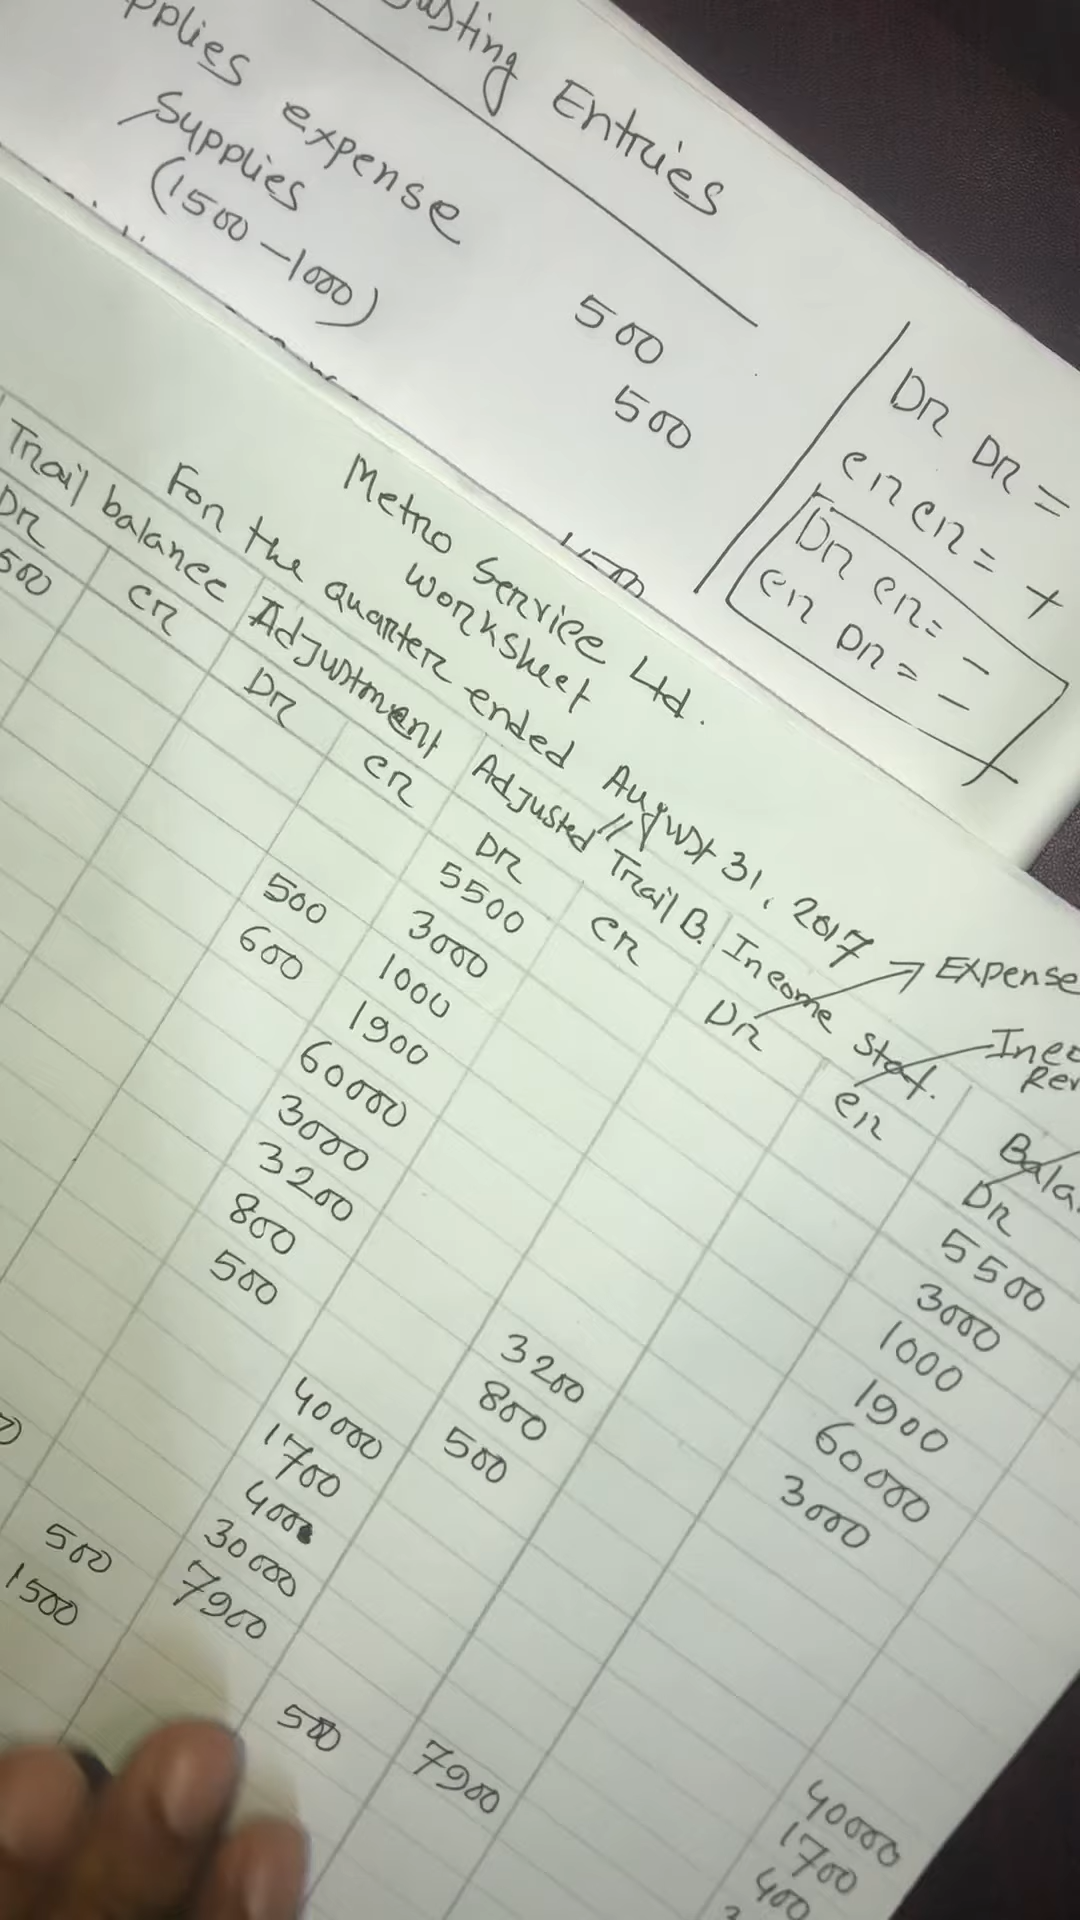 Entries
expense
supplies
(1500-1000)
500
500
DR DR =
CR CR = +
DR CR = -
CR DR = -
Metro Service Ltd.
Worksheet
For the quarter ended August 31, 2017
Trail balance Adjustment Adjusted Trail B. Income Stat.
DR CR DR CR DR CR DR CR DR
Expense
500
5500
3000
500 1000
600 1900
60000
3000
3200
800
500
3200
800
500
5500
3000
1000
1900
60000
3000
40000
1700
400
30000
500 7900
1500
500 7900
40000
1700
400